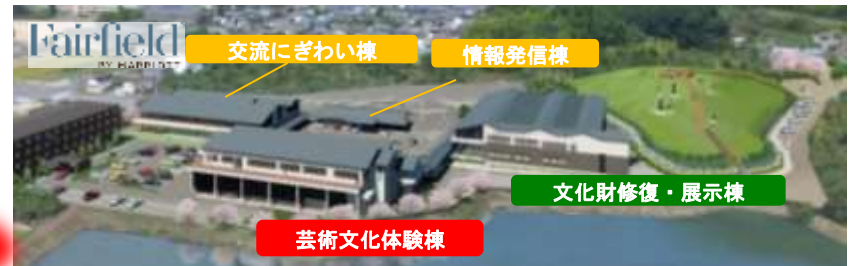 Fairfield
BY MARRIOTT
交流にぎわい棟
情報発信棟
文化財修復・展示棟
芸術文化体験棟